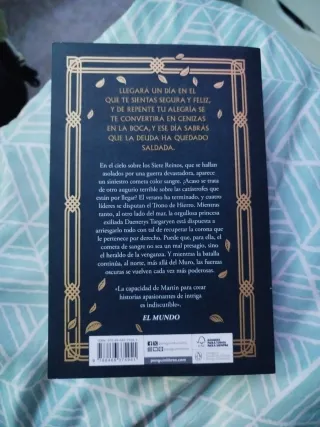 LLEGARÁ UN DÍA EN EL
QUE TE SIENTAS SEGURA Y FELIZ,
Y DE REPENTE TU ALEGRÍA SE
TE CONVERTIRÁ EN CENIZAS
EN LA BOCA, Y ESE DÍA SABRÁS
QUE LA DEUDA HA QUEDADO
SALDADA.
En el cielo sobre los Siete Reinos, que se hallan
asolados por una guerra devastadora, aparece
un siniestro cometa color sangre. ¿Acaso se trata
de otro augurio terrible sobre las catástrofes que
están por llegar? El verano ha terminado, y cuatro
líderes se disputan el Trono de Hierro. Mientras
tanto, al otro lado del mar, la orgullosa princesa
exiliada Daenerys Targaryen está dispuesta a
arriesgarlo todo con tal de recuperar la corona que
le pertenece por derecho. Puede que, para ella, el
cometa de sangre no sea un mal presagio, sino
el heraldo de la venganza. Y mientras la batalla
continúa, al norte, más allá del Muro, las fuerzas
oscuras se vuelven cada vez más poderosas.
«La capacidad de Martin para crear
historias apasionantes de intriga
es indiscutible».
EL MUNDO
penguinlibros.com
FSC